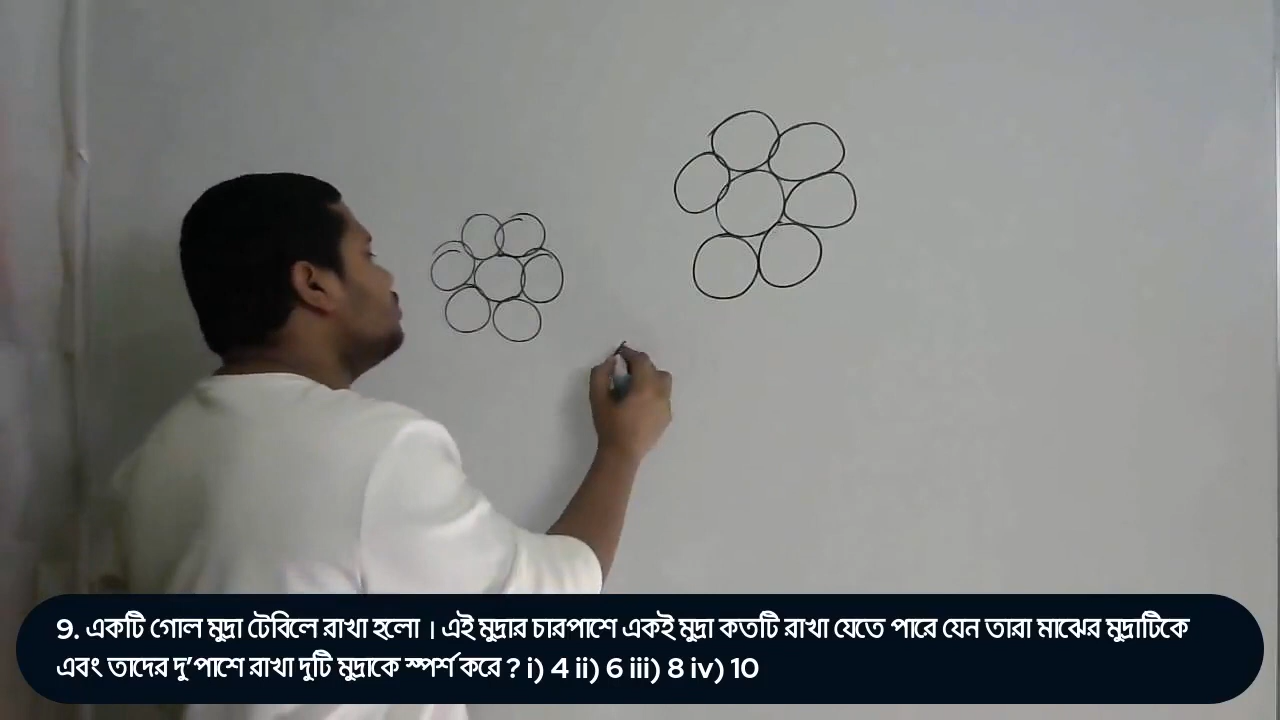 9. একটি গোল মুদ্রা টেবিলে রাখা হলো । এই মুদ্রার চারপাশে একই মুদ্রা কতটি রাখা যেতে পারে যেন তারা মাঝের মুদ্রাটিকে
এবং তাদের দু’পাশে রাখা দুটি মুদ্রাকে স্পর্শ করে ? i) 4 ii) 6 iii) 8 iv) 10